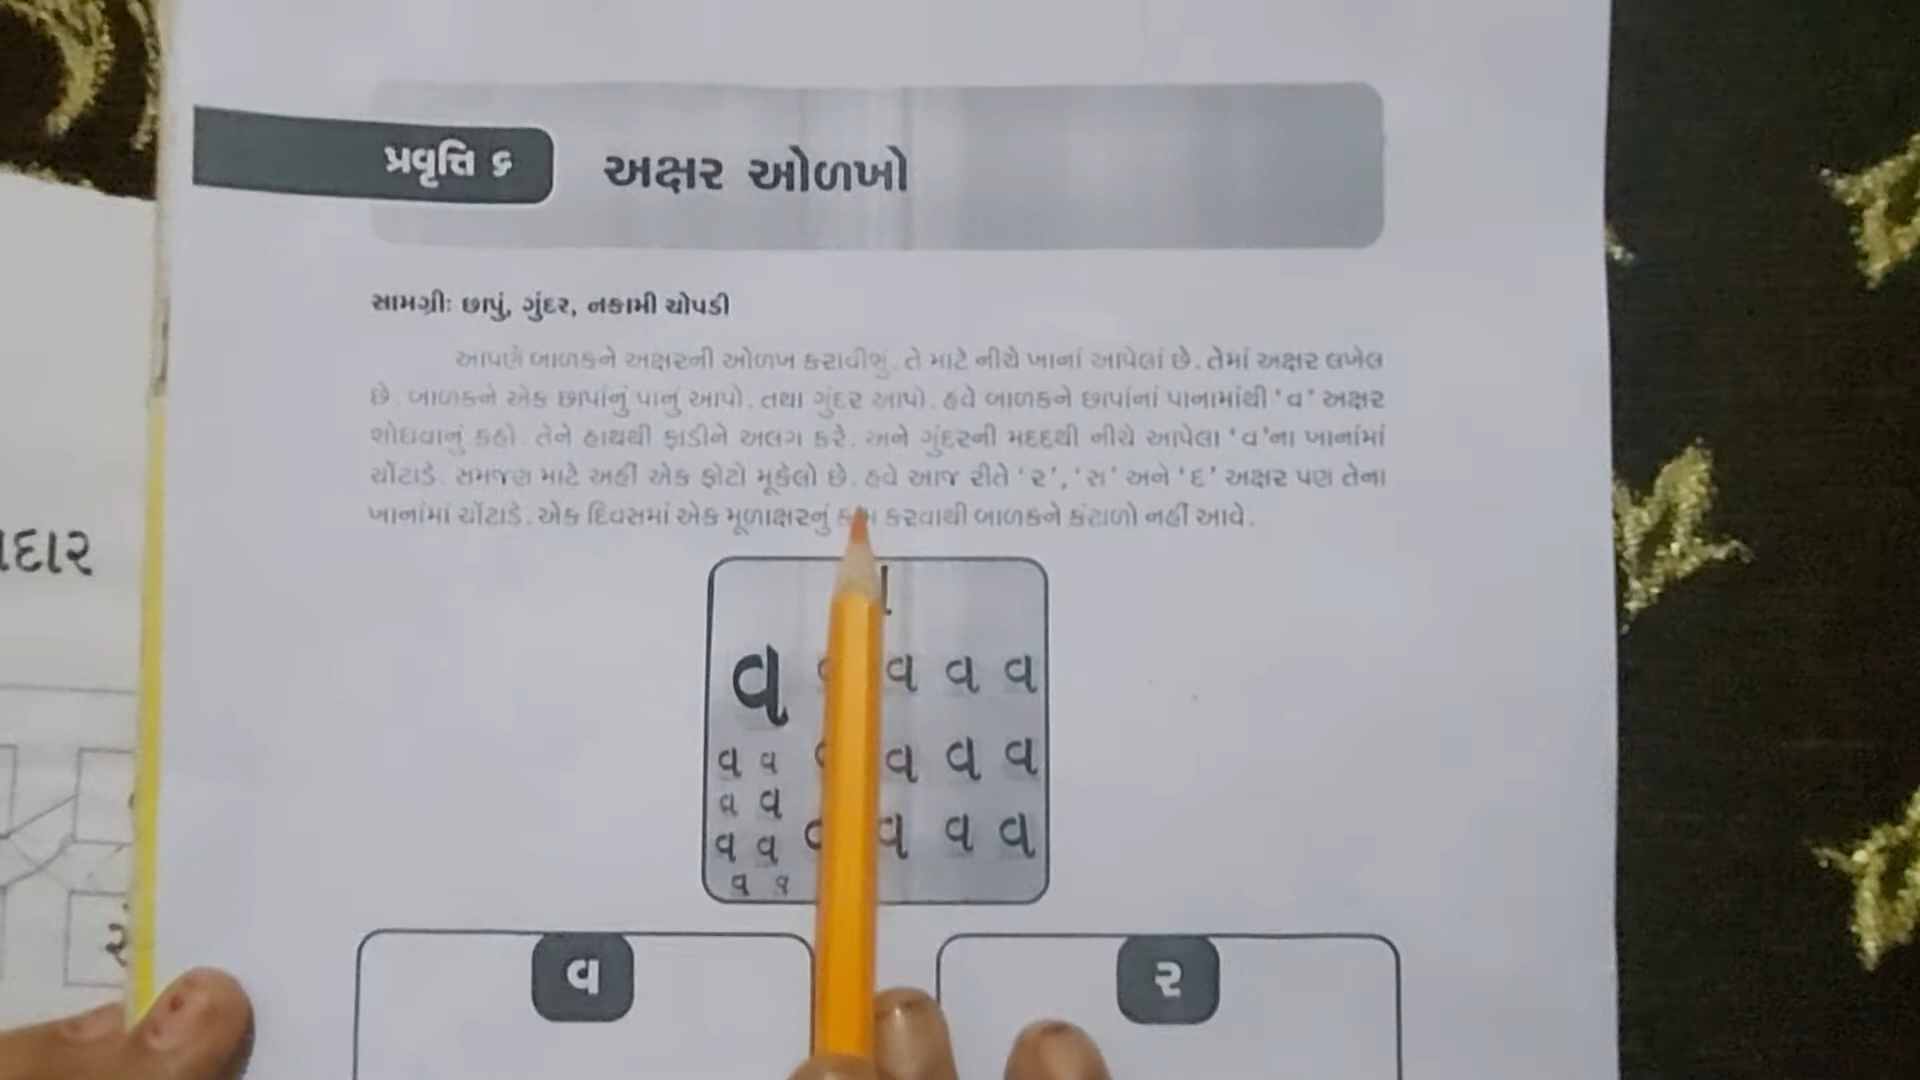 પ્રવૃત્તિ ૬
અક્ષર ઓળખો
સામગ્રી: છાપું, ગુંદર, નકામી ચોપડી
આપણે બાળકને અક્ષરની ઓળખ કરાવીશું. તે માટે નીચે ખાનાં આપેલાં છે. તેમાં અક્ષર લખેલ
છે. બાળકને એક છાપાંનું પાનું આપો. તથા ગુંદર આપો. હવે બાળકને છાપાંનાં પાનામાંથી ‘વ’ અક્ષર
શોધવાનું કહો. તેને હાથથી ફાડીને અલગ કરે. અને ગુંદરની મદદથી નીચે આપેલા ‘વ’ના ખાનાંમાં
ચોંટાડે. સમજણ માટે અહીં એક ફોટો મૂકેલો છે. હવે આજ રીતે ‘ર’, ‘સ’ અને ‘દ’ અક્ષર પણ તેના
ખાનાંમાં ચોંટાડે. એક દિવસમાં એક મૂળાક્ષરનું કરવાથી બાળકને કંટાળો નહીં આવે.
વ વ વ વ
વ વ વ વ વ
વ વ
વ વ વ વ
વ વ
વ
ર